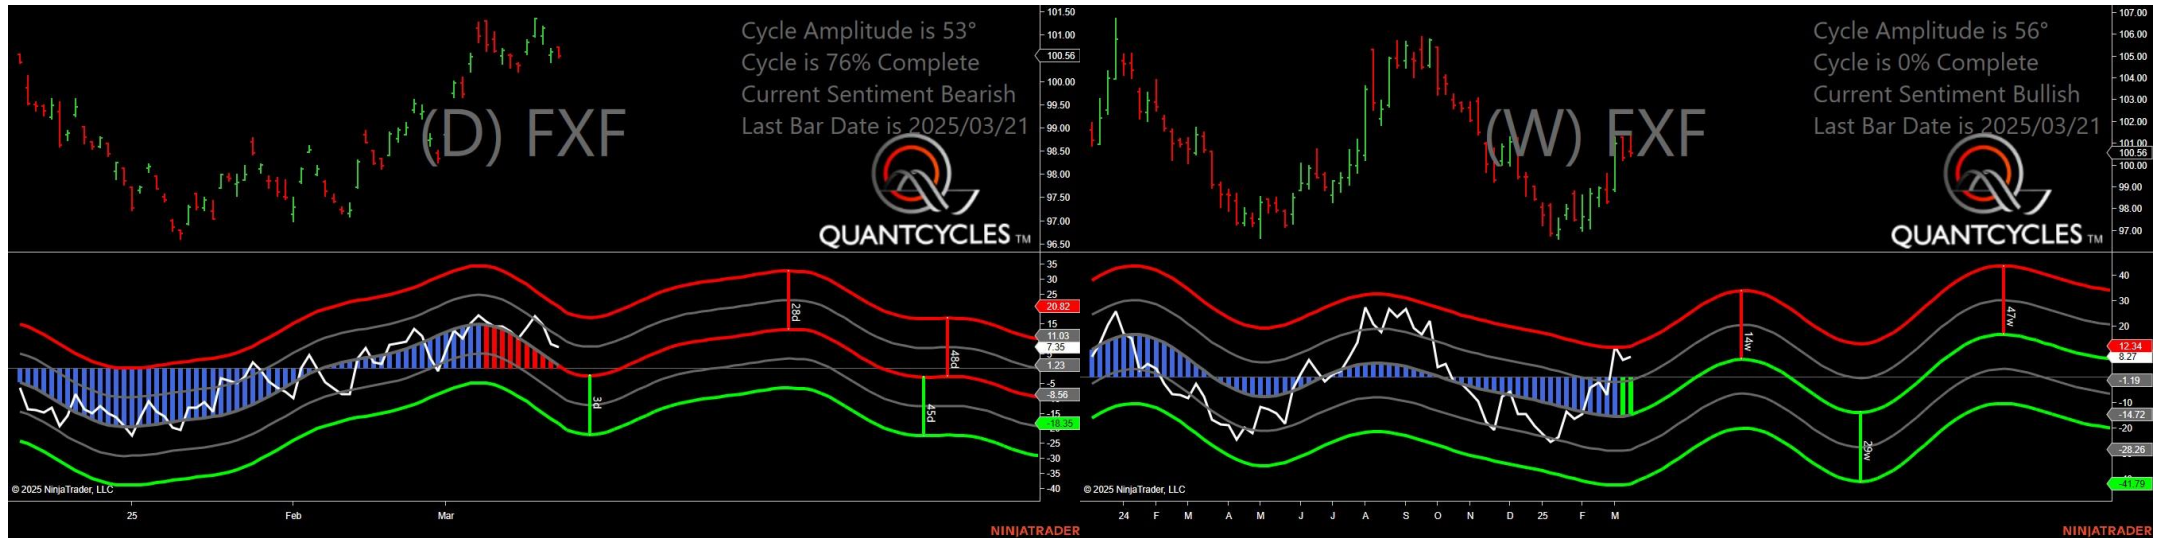 Cycle Amplitude is 53°
Cycle is 76% Complete
Current Sentiment Bearish
Last Bar Date is 2025/03/21
(D) FXF
QUANTCYCLES TM
101.50
101.00
100.56
100.00
99.50
99.00
98.50
98.00
97.50
97.00
96.50
35
30
25
20.82
15
11.03
7.35
1.23
-5
-8.56
-15
-18.35
-25
-30
-35
-40
28d
48d
3d
45d
© 2025 NinjaTrader, LLC
25
Feb
Mar
NINJATRADER
Cycle Amplitude is 56°
Cycle is 0% Complete
Current Sentiment Bullish
Last Bar Date is 2025/03/21
(W) FXF
QUANTCYCLES TM
107.00
106.00
105.00
104.00
103.00
102.00
101.00
100.56
100.00
99.00
98.00
97.00
40
30
20
12.34
8.27
-1.19
-10
-14.72
-20
-28.26
-41.79
14w
47w
29w
© 2025 NinjaTrader, LLC
24 F M A M J J A S O N D 25 F M
NINJATRADER